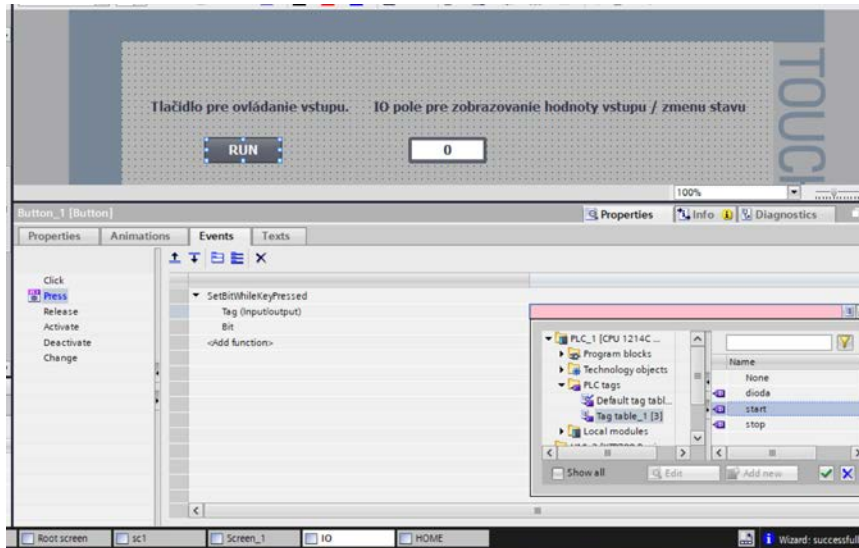 TOUCH
Tlačidlo pre ovládanie vstupu. IO pole pre zobrazovanie hodnoty vstupu / zmenu stavu
RUN 0
100%
Button_1 [Button]
Properties Info Diagnostics
Properties Animations Events Texts
Click
Press
Release
Activate
Deactivate
Change
SetBitWhileKeyPressed
Tag (Input/output)
Bit
<Add function>
PLC_1 [CPU 1214C ...
Program blocks
Technology objects
PLC tags
Default tag tabl...
Tag table_1 [3]
Local modules
Name
None
dioda
start
stop
Show all Edit Add new
Root screen sc1 Screen_1 IO HOME Wizard: successfull